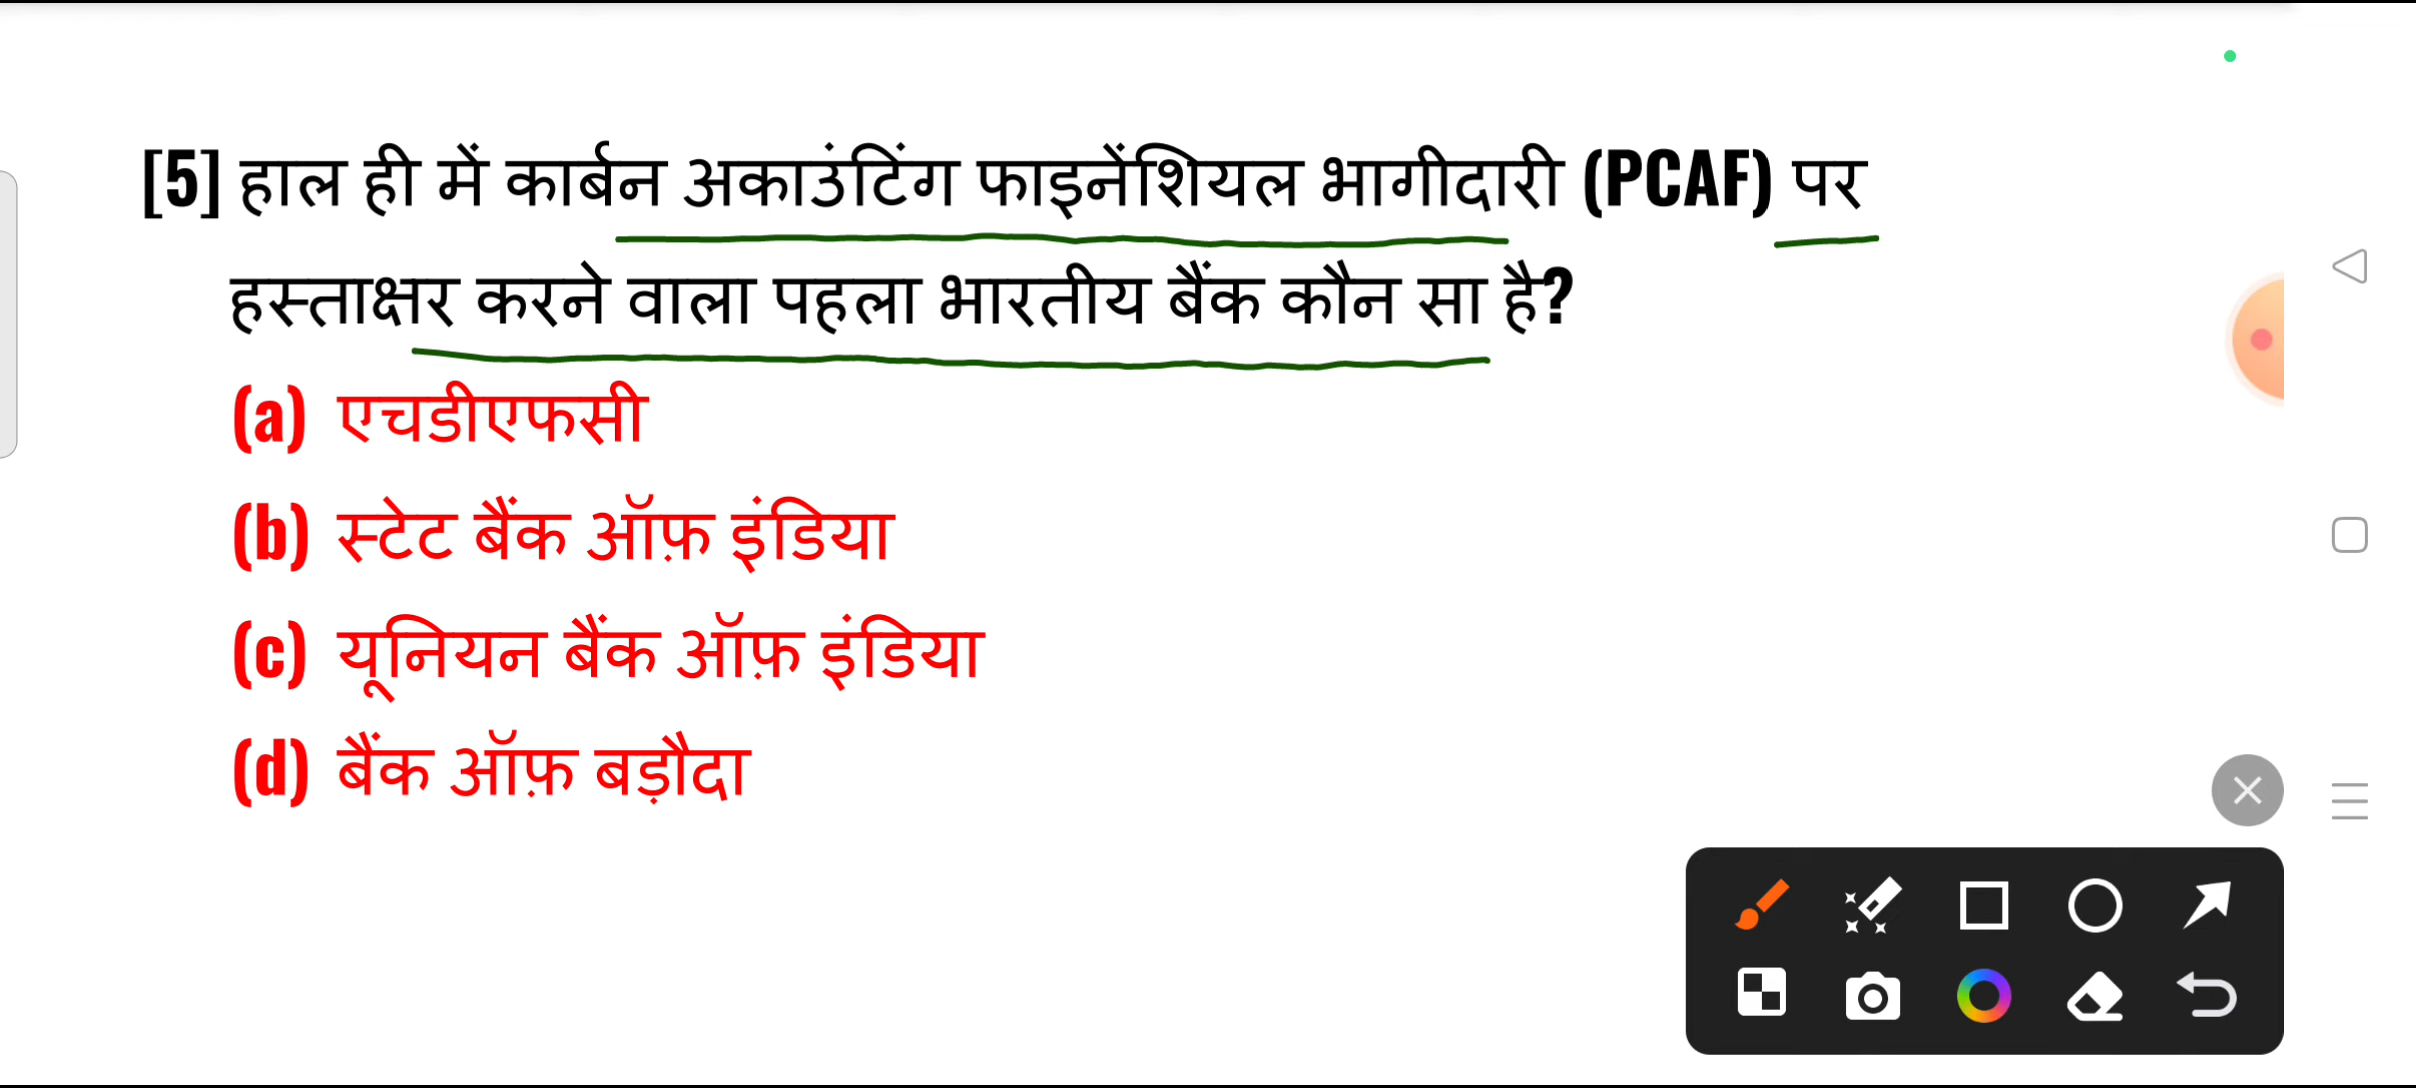 [5] हाल ही में कार्बन अकाउंटिंग फाइनेंशियल भागीदारी (PCAF) पर
हस्ताक्षर करने वाला पहला भारतीय बैंक कौन सा है?
(a) एचडीएफसी
(b) स्टेट बैंक ऑफ़ इंडिया
(c) यूनियन बैंक ऑफ़ इंडिया
(d) बैंक ऑफ़ बड़ौदा